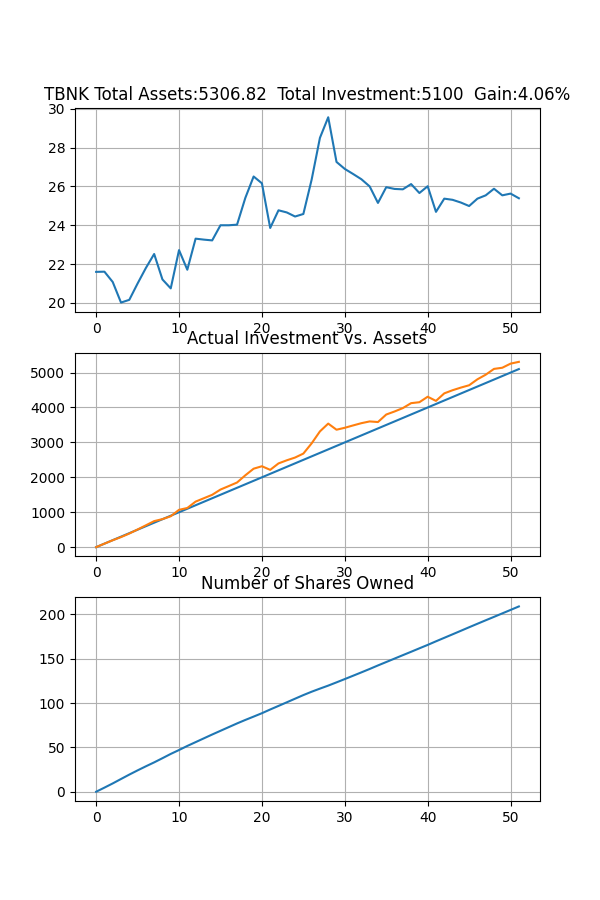 TBNK Total Assets:5306.82  Total Investment:5100  Gain:4.06%
30
28
26
24
22
20
0 10 20 30 40 50
Actual Investment vs. Assets
5000
4000
3000
2000
1000
0
0 10 20 30 40 50
Number of Shares Owned
200
150
100
50
0
0 10 20 30 40 50